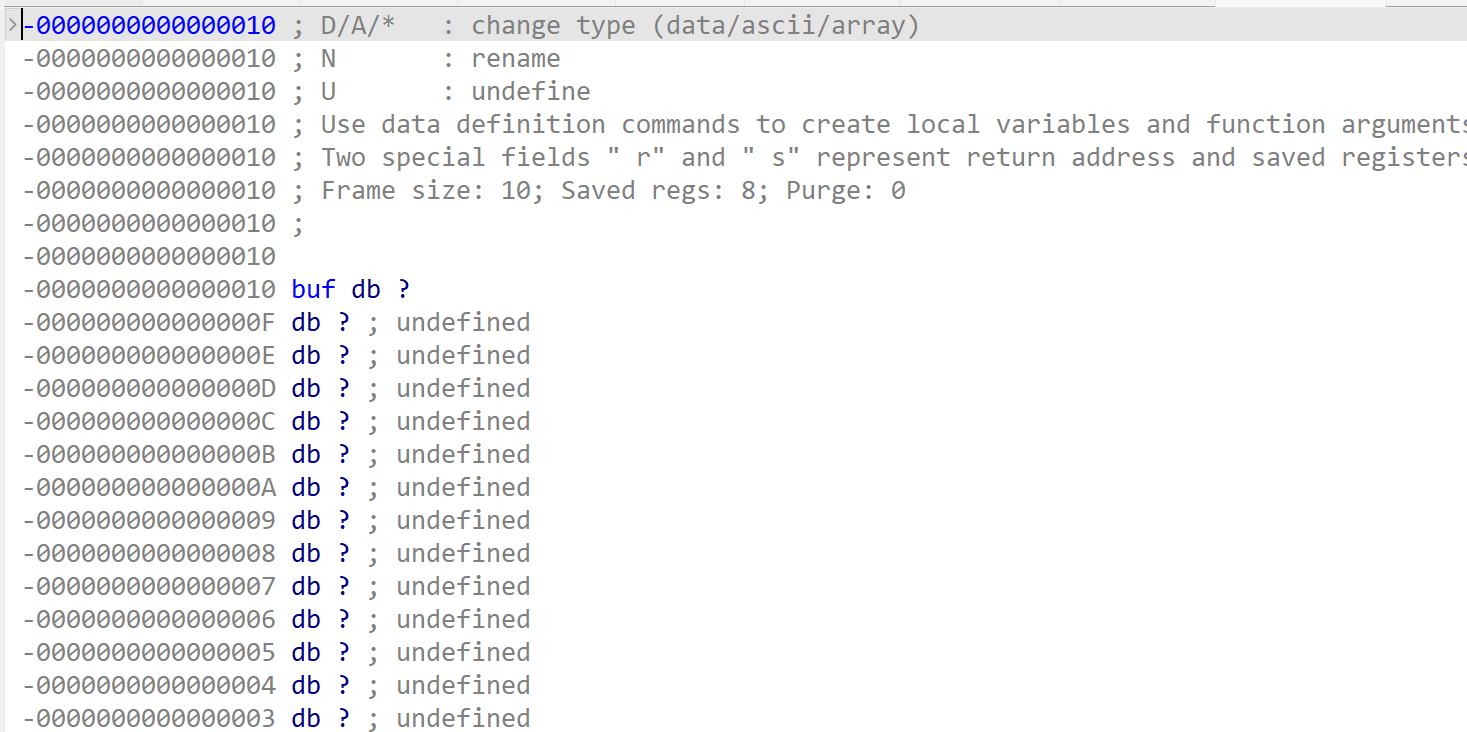 -0000000000000010 ; D/A/*   : change type (data/ascii/array)
-0000000000000010 ; N       : rename
-0000000000000010 ; U       : undefine
-0000000000000010 ; Use data definition commands to create local variables and function arguments
-0000000000000010 ; Two special fields " r" and " s" represent return address and saved registers
-0000000000000010 ; Frame size: 10; Saved regs: 8; Purge: 0
-0000000000000010 ;
-0000000000000010
-0000000000000010 buf db ?
-000000000000000F db ? ; undefined
-000000000000000E db ? ; undefined
-000000000000000D db ? ; undefined
-000000000000000C db ? ; undefined
-000000000000000B db ? ; undefined
-000000000000000A db ? ; undefined
-0000000000000009 db ? ; undefined
-0000000000000008 db ? ; undefined
-0000000000000007 db ? ; undefined
-0000000000000006 db ? ; undefined
-0000000000000005 db ? ; undefined
-0000000000000004 db ? ; undefined
-0000000000000003 db ? ; undefined